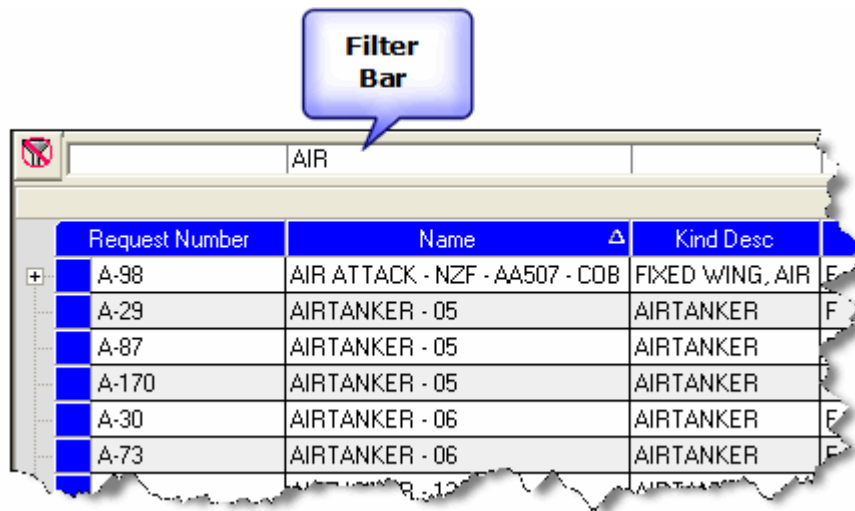 Filter
Bar
AIR
Request Number Name Kind Desc
A-98 AIR ATTACK - NZF - AA507 - COB FIXED WING, AIR
A-29 AIRTANKER - 05 AIRTANKER F
A-87 AIRTANKER - 05 AIRTANKER
A-170 AIRTANKER - 05 AIRTANKER
A-30 AIRTANKER - 06 AIRTANKER
A-73 AIRTANKER - 06 AIRTANKER